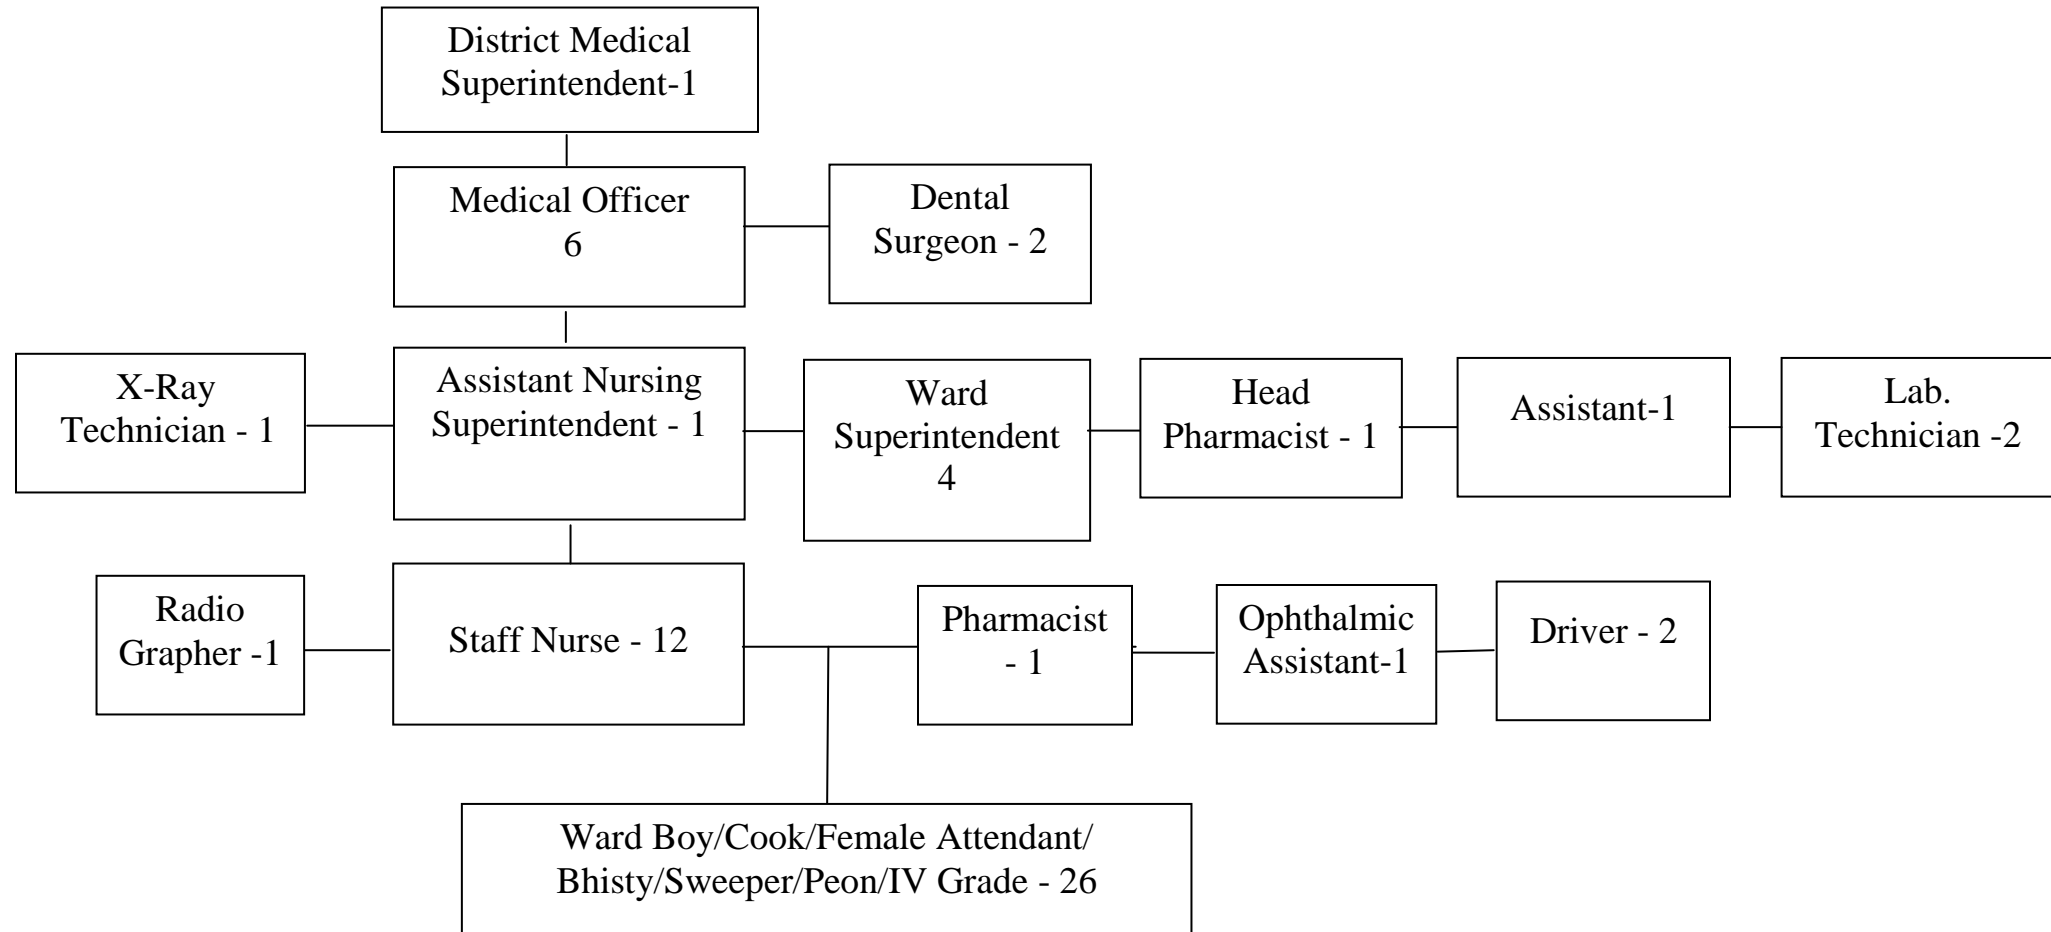 District Medical
Superintendent-1
Medical Officer
6
Dental
Surgeon - 2
X-Ray
Technician - 1
Assistant Nursing
Superintendent - 1
Ward
Superintendent
4
Head
Pharmacist - 1
Assistant-1
Lab.
Technician -2
Radio
Grapher -1
Staff Nurse - 12
Pharmacist
- 1
Ophthalmic
Assistant-1
Driver - 2
Ward Boy/Cook/Female Attendant/
Bhisty/Sweeper/Peon/IV Grade - 26